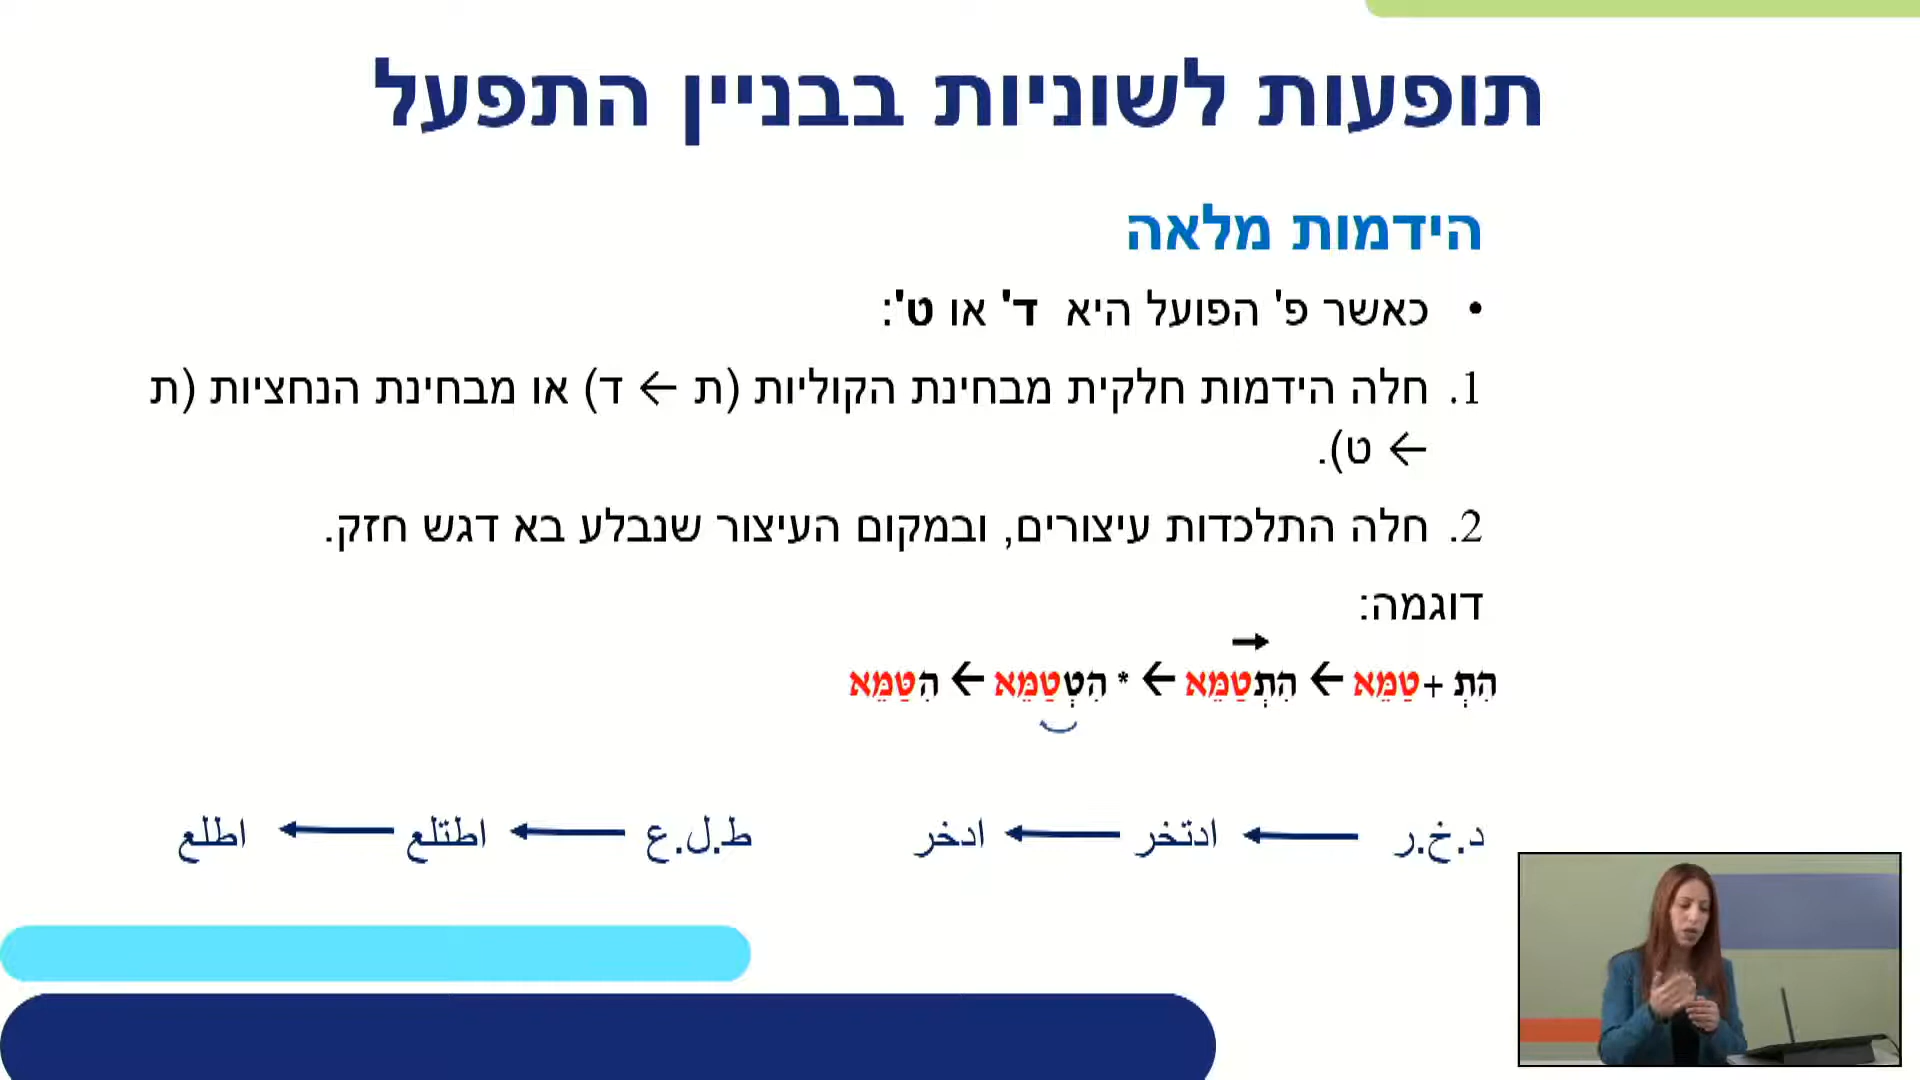 תופעות לשוניות בבניין התפעל
הידמות מלאה
• כאשר פ' הפועל היא ד' או ט':
1. חלה הידמות חלקית מבחינת הקוליות (ת ← ד) או מבחינת הנחציות (ת
← ט).
2. חלה התלכדות עיצורים, ובמקום העיצור שנבלע בא דגש חזק.
דוגמה:
הִתְ + טַמֵּא ← הִתְטַמֵּא ← * הִטְטַמֵּא ← הִטַּמֵּא
د.خ.ر ← ادتخر ← ادخر ط.ل.ع ← اطتلع ← اطلع